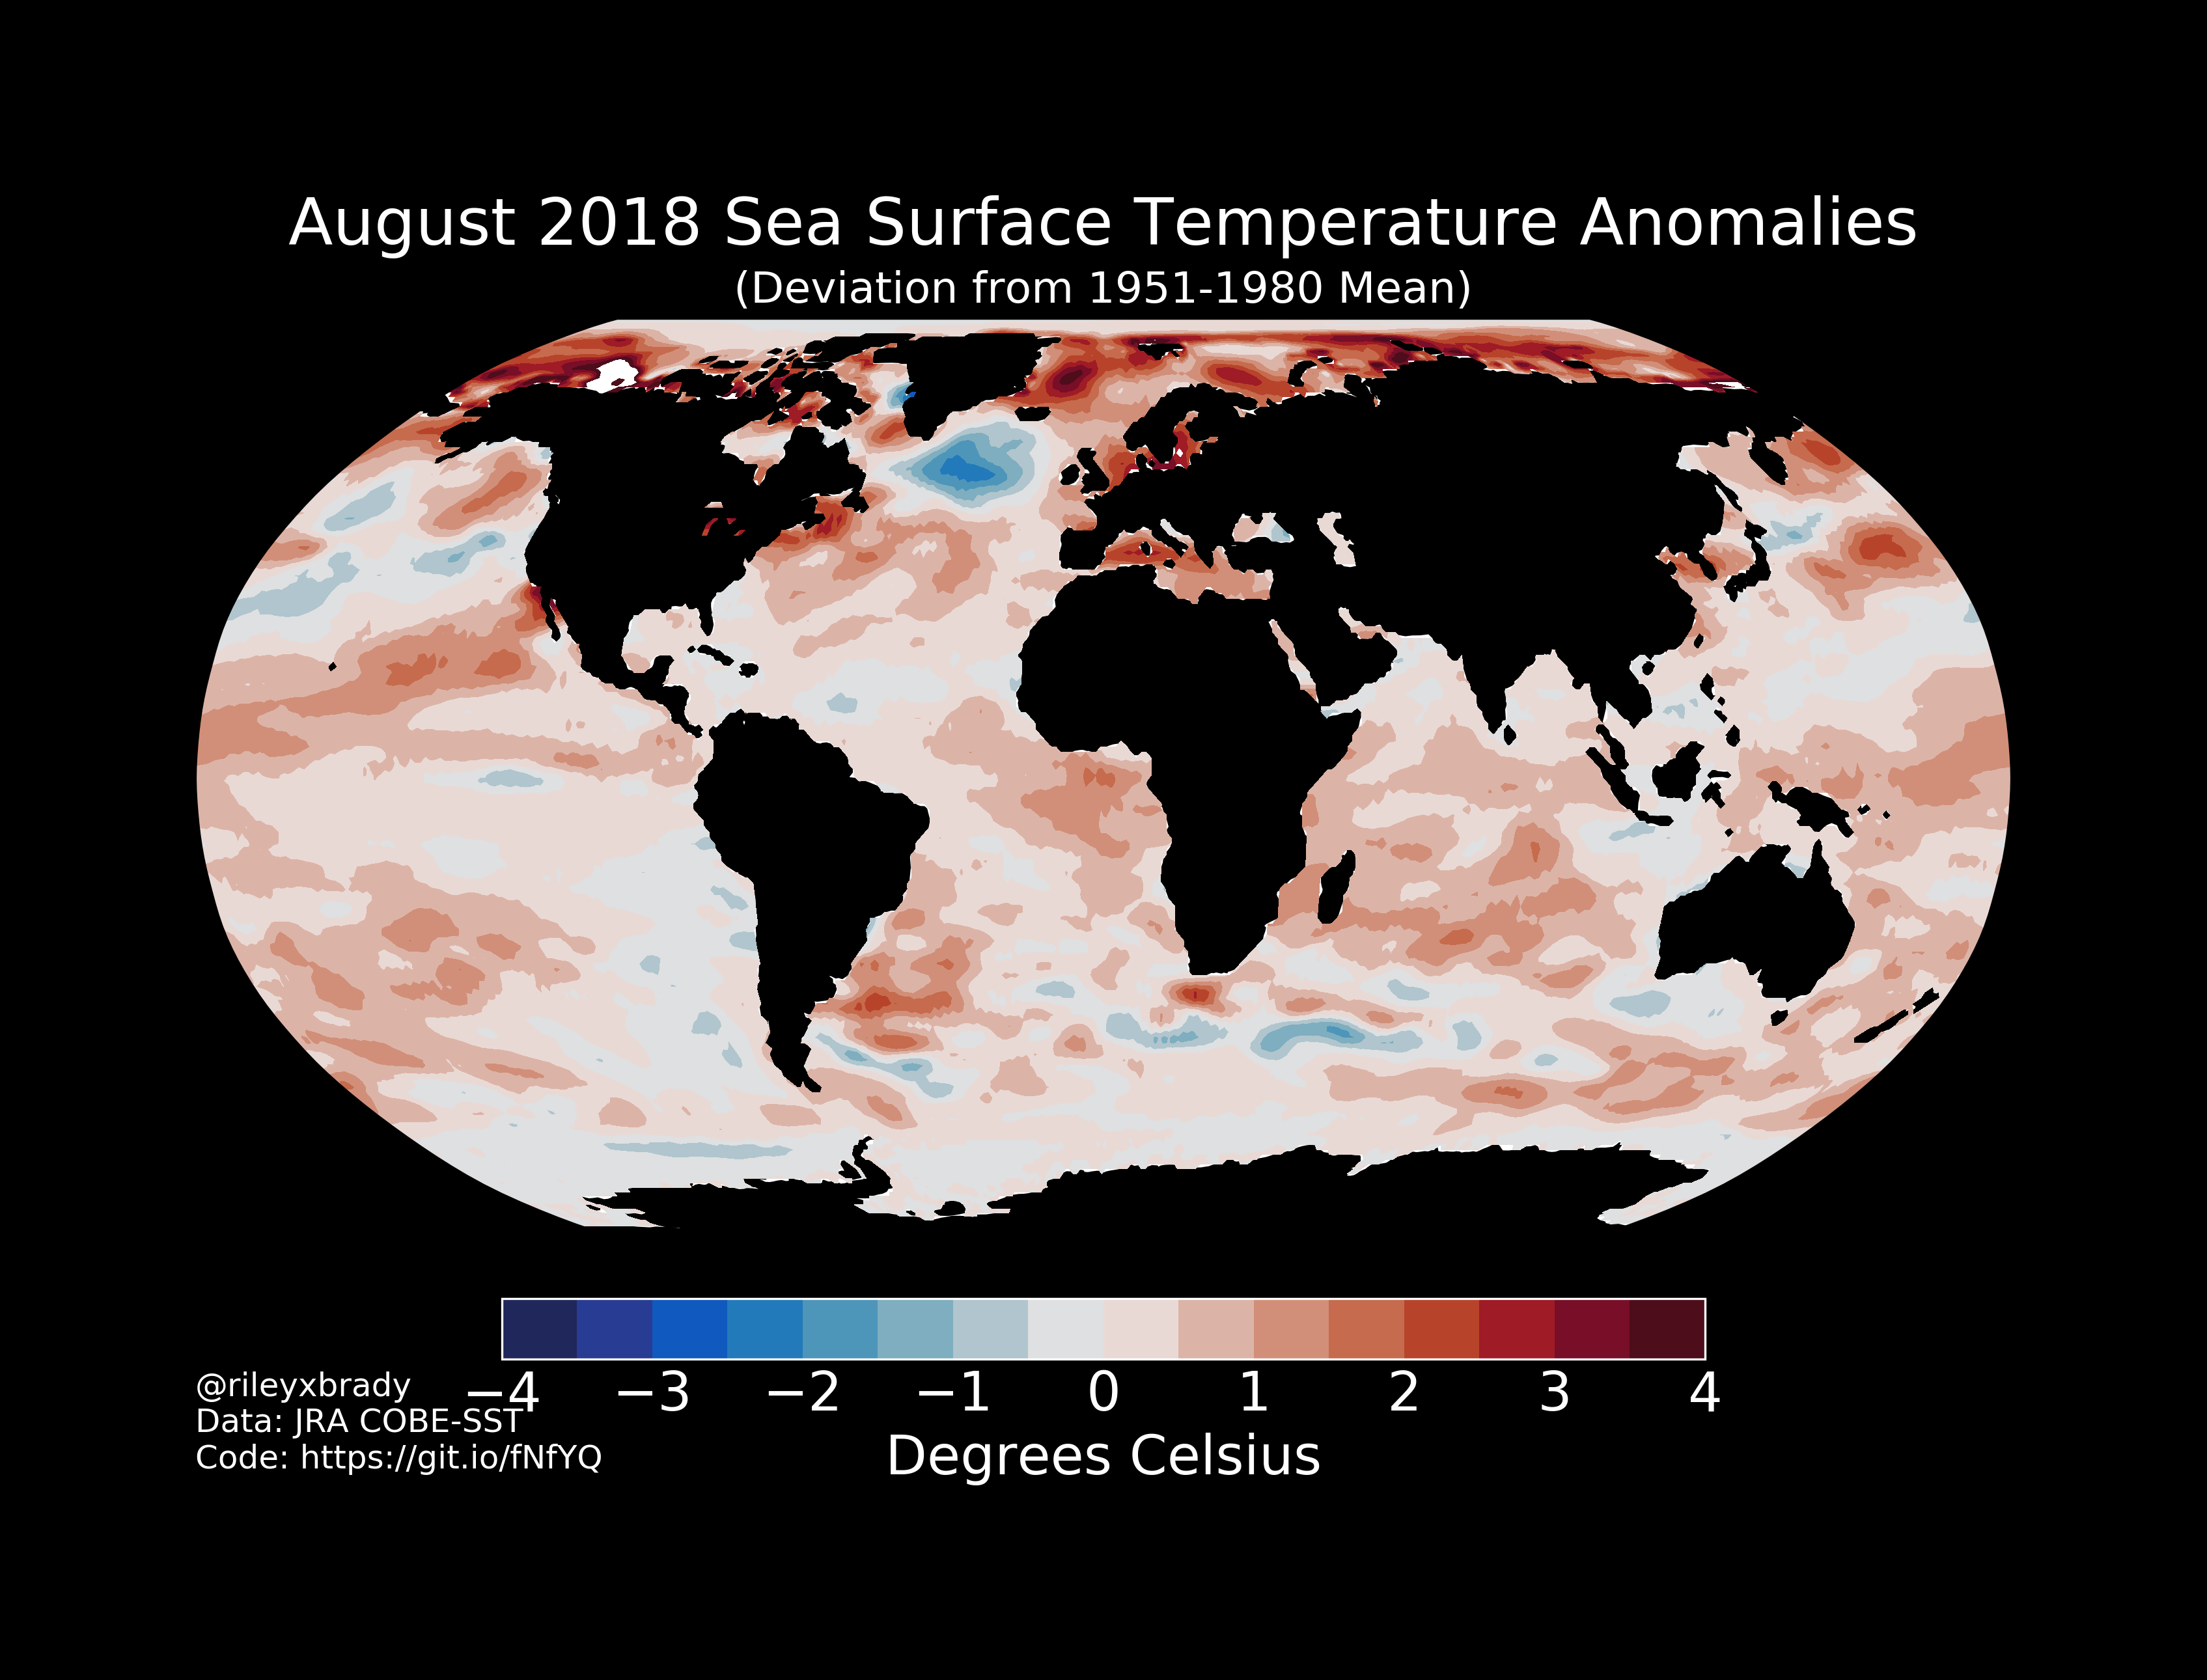 August 2018 Sea Surface Temperature Anomalies
(Deviation from 1951-1980 Mean)
−4 −3 −2 −1 0 1 2 3 4
Degrees Celsius
@rileyxbrady
Data: JRA COBE-SST
Code: https://git.io/fNfYQ